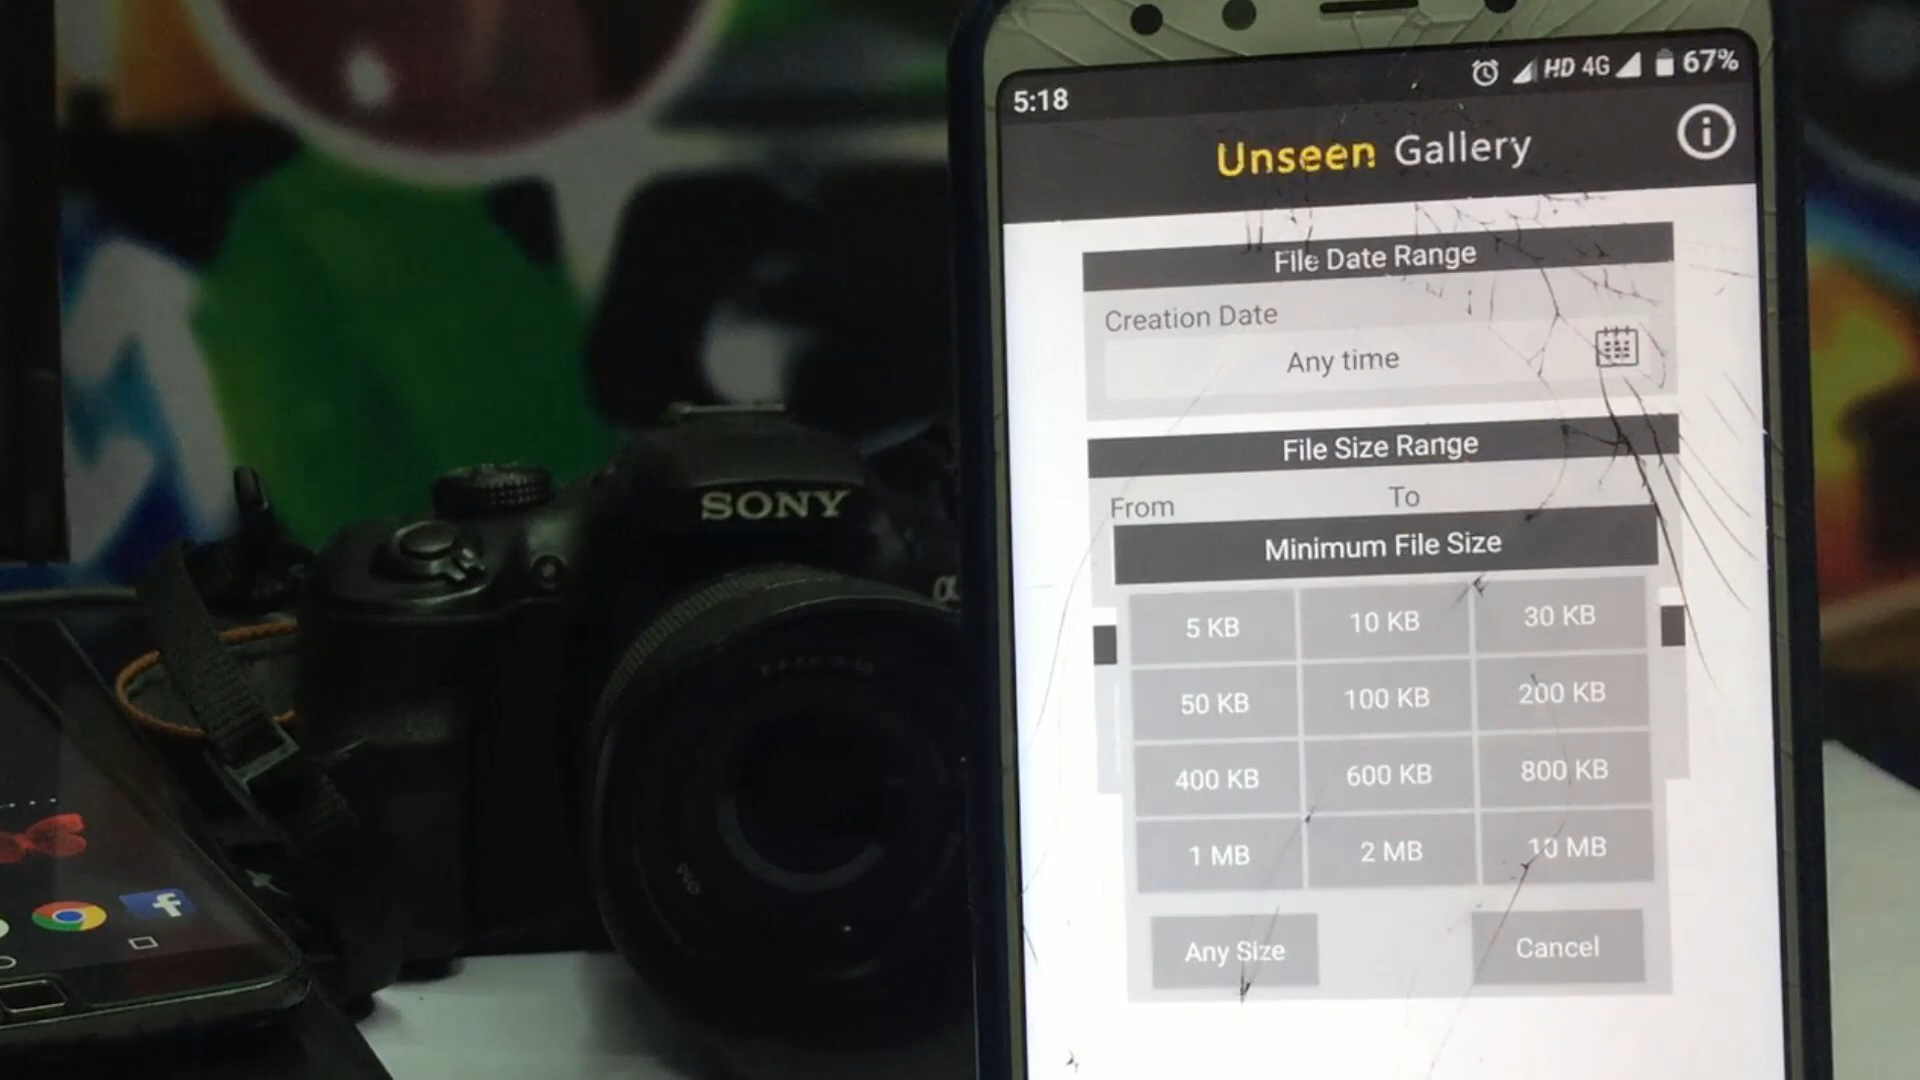 5:18
HD 4G 67%
Unseen Gallery
File Date Range
Creation Date
Any time
File Size Range
From To
Minimum File Size
5 KB 10 KB 30 KB
50 KB 100 KB 200 KB
400 KB 600 KB 800 KB
1 MB 2 MB 10 MB
Any Size Cancel
SONY
α